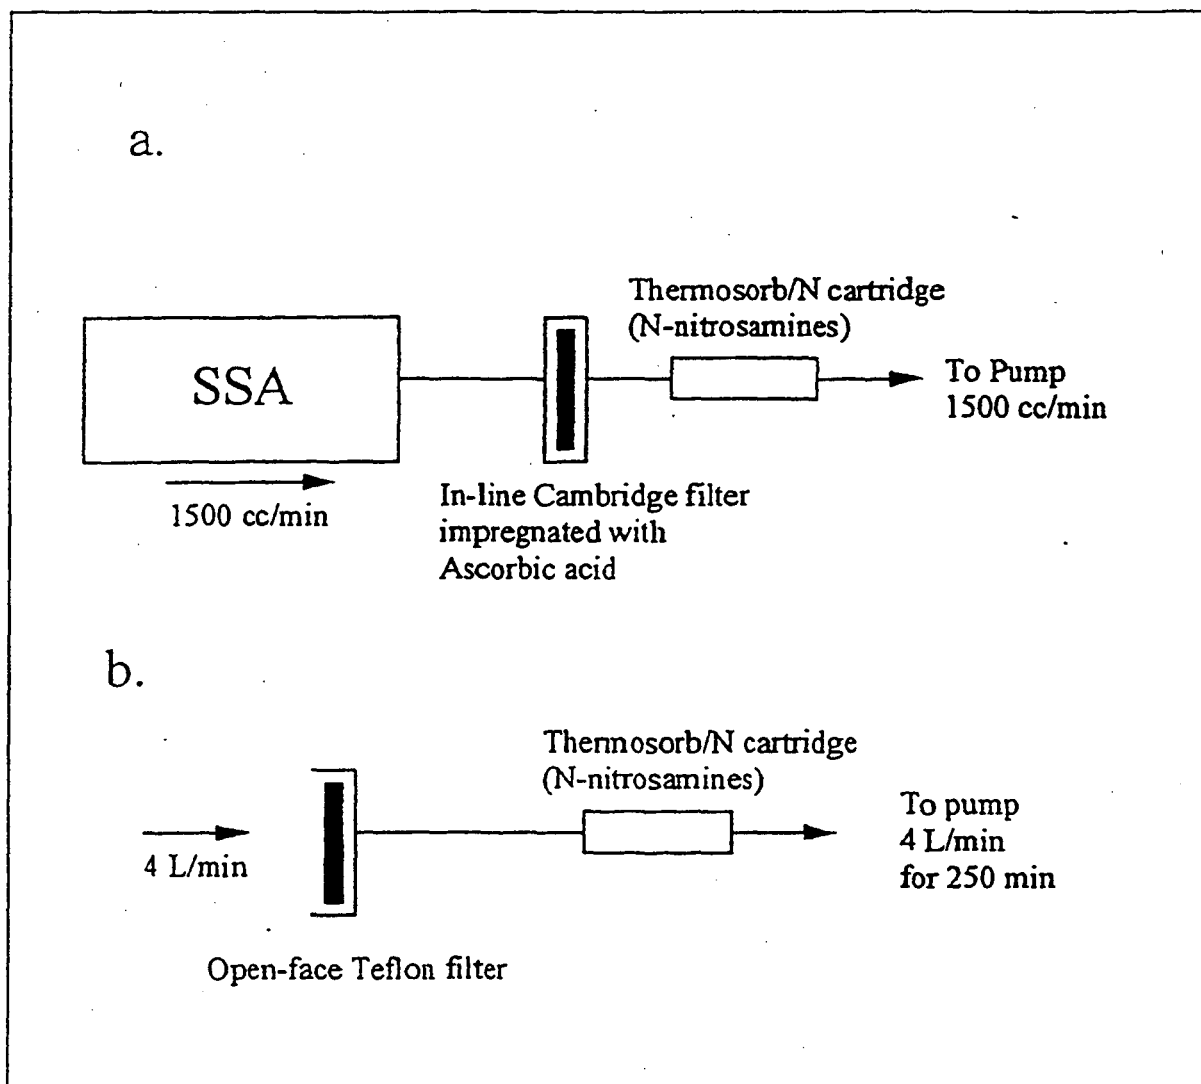 a.
Thermosorb/N cartridge
(N-nitrosamines)
SSA
To Pump
1500 cc/min
1500 cc/min
In-line Cambridge filter
impregnated with
Ascorbic acid
b.
Thermosorb/N cartridge
(N-nitrosamines)
To pump
4 L/min
for 250 min
4 L/min
Open-face Teflon filter